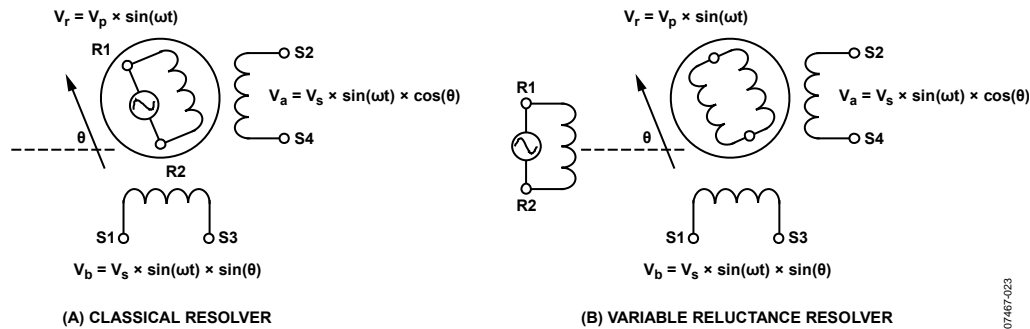 V_r = V_p × sin(ωt)
R1
S2
V_a = V_s × sin(ωt) × cos(θ)
θ
S4
R2
S1
S3
V_b = V_s × sin(ωt) × sin(θ)
(A) CLASSICAL RESOLVER
V_r = V_p × sin(ωt)
S2
R1
V_a = V_s × sin(ωt) × cos(θ)
θ
S4
R2
S1
S3
V_b = V_s × sin(ωt) × sin(θ)
(B) VARIABLE RELUCTANCE RESOLVER
07467-023